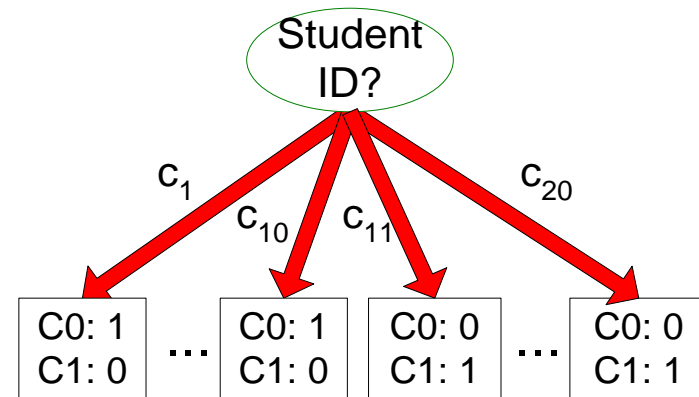 Student
ID?
c₁
c₁₀
c₁₁
c₂₀
C0: 1
C1: 0
...
C0: 1
C1: 0
C0: 0
C1: 1
...
C0: 0
C1: 1